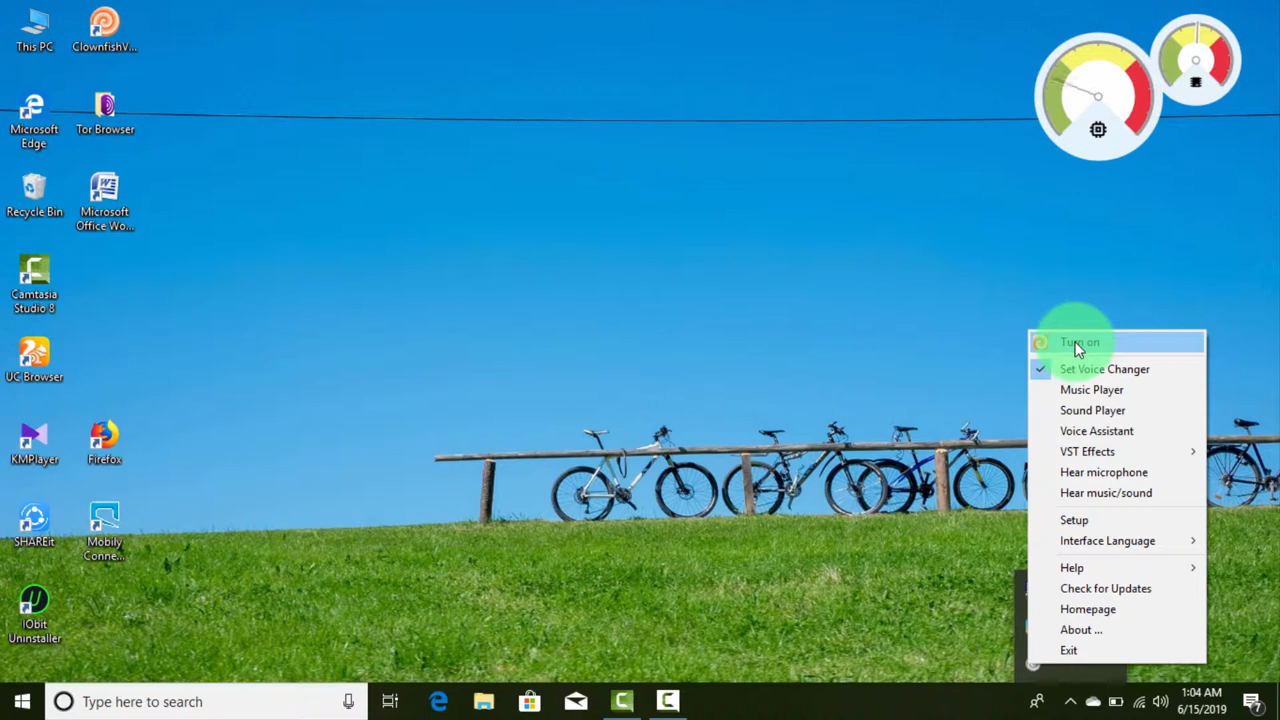 This PC
ClownfishV...
Microsoft
Edge
Tor Browser
Recycle Bin
Microsoft
Office Wo...
Camtasia
Studio 8
UC Browser
KMPlayer
Firefox
SHAREit
Mobily
Conne...
IObit
Uninstaller
Turn on
Set Voice Changer
Music Player
Sound Player
Voice Assistant
VST Effects
Hear microphone
Hear music/sound
Setup
Interface Language
Help
Check for Updates
Homepage
About ...
Exit
Type here to search
1:04 AM
6/15/2019
7